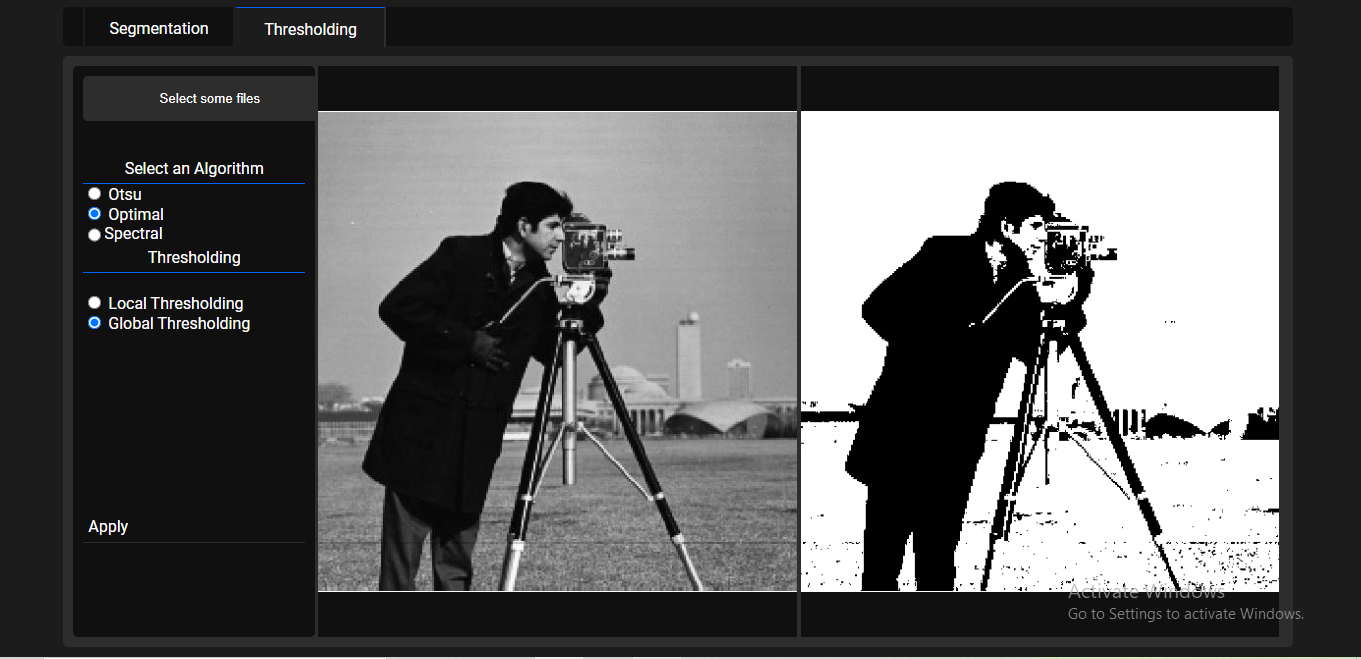 Segmentation
Thresholding
Select some files
Select an Algorithm
Otsu
Optimal
Spectral
Thresholding
Local Thresholding
Global Thresholding
Apply
Activate Windows
Go to Settings to activate Windows.